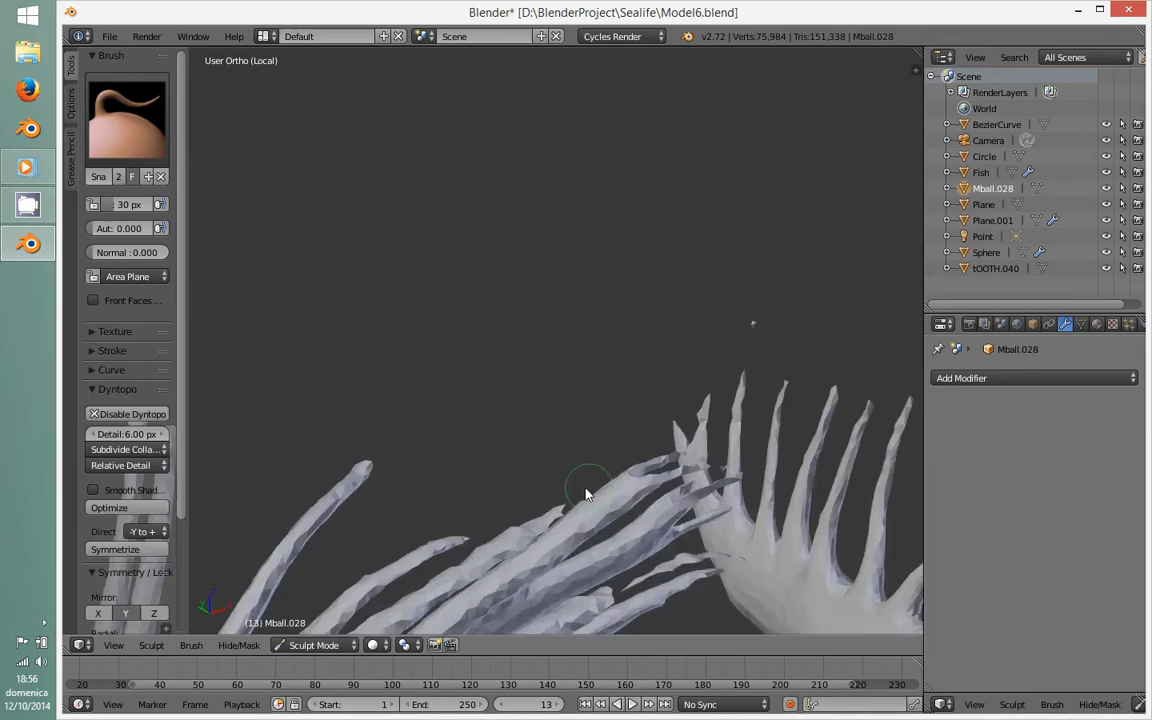 Blender* [D:\BlenderProject\Sealife\Model6.blend]
File Render Window Help Default Scene Cycles Render v2.72 | Verts:75,984 | Tris:151,338 | Mball.028
View Search All Scenes
Tools
Options
Grease Pencil
Brush
User Ortho (Local)
Sna 2 F
30 px
Aut: 0.000
Normal : 0.000
Area Plane
Front Faces ...
Texture
Stroke
Curve
Dyntopo
Disable Dyntopo
Detail:6.00 px
Subdivide Colla...
Relative Detail
Smooth Shad...
Optimize
Direct -Y to +
Symmetrize
Symmetry / Lock
Mirror:
X Y Z
Radial:
(13) Mball.028
Scene
RenderLayers
World
BezierCurve
Camera
Circle
Fish
Mball.028
Plane
Plane.001
Point
Sphere
tOOTH.040
Mball.028
Add Modifier
View Sculpt Brush Hide/Mask Sculpt Mode
20 30 40 50 60 70 80 90 100 110 120 130 140 150 160 170 180 190 200 210 220 230
View Marker Frame Playback Start: 1 End: 250 13 No Sync
View Sculpt Brush Hide/Mask
18:56
domenica
12/10/2014